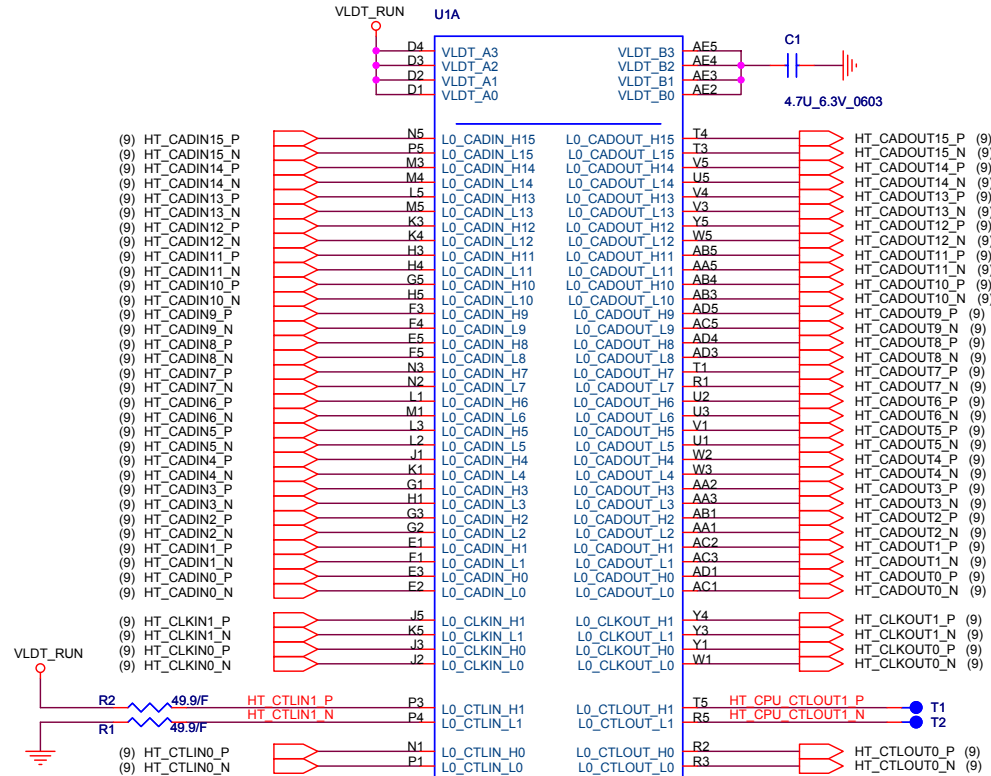 VLDT_RUN U1A
D4 VLDT_A3 VLDT_B3 AE5
D3 VLDT_A2 VLDT_B2 AE4
D2 VLDT_A1 VLDT_B1 AE3
D1 VLDT_A0 VLDT_B0 AE2
C1
4.7U_6.3V_0603
(9) HT_CADIN15_P N5 L0_CADIN_H15 L0_CADOUT_H15 T4 HT_CADOUT15_P (9)
(9) HT_CADIN15_N P5 L0_CADIN_L15 L0_CADOUT_L15 T3 HT_CADOUT15_N (9)
(9) HT_CADIN14_P M3 L0_CADIN_H14 L0_CADOUT_H14 V5 HT_CADOUT14_P (9)
(9) HT_CADIN14_N M4 L0_CADIN_L14 L0_CADOUT_L14 U5 HT_CADOUT14_N (9)
(9) HT_CADIN13_P L5 L0_CADIN_H13 L0_CADOUT_H13 V4 HT_CADOUT13_P (9)
(9) HT_CADIN13_N M5 L0_CADIN_L13 L0_CADOUT_L13 V3 HT_CADOUT13_N (9)
(9) HT_CADIN12_P K3 L0_CADIN_H12 L0_CADOUT_H12 Y5 HT_CADOUT12_P (9)
(9) HT_CADIN12_N K4 L0_CADIN_L12 L0_CADOUT_L12 W5 HT_CADOUT12_N (9)
(9) HT_CADIN11_P H3 L0_CADIN_H11 L0_CADOUT_H11 AB5 HT_CADOUT11_P (9)
(9) HT_CADIN11_N H4 L0_CADIN_L11 L0_CADOUT_L11 AA5 HT_CADOUT11_N (9)
(9) HT_CADIN10_P G5 L0_CADIN_H10 L0_CADOUT_H10 AB4 HT_CADOUT10_P (9)
(9) HT_CADIN10_N H5 L0_CADIN_L10 L0_CADOUT_L10 AB3 HT_CADOUT10_N (9)
(9) HT_CADIN9_P F3 L0_CADIN_H9 L0_CADOUT_H9 AD5 HT_CADOUT9_P (9)
(9) HT_CADIN9_N F4 L0_CADIN_L9 L0_CADOUT_L9 AC5 HT_CADOUT9_N (9)
(9) HT_CADIN8_P E5 L0_CADIN_H8 L0_CADOUT_H8 AD4 HT_CADOUT8_P (9)
(9) HT_CADIN8_N F5 L0_CADIN_L8 L0_CADOUT_L8 AD3 HT_CADOUT8_N (9)
(9) HT_CADIN7_P N3 L0_CADIN_H7 L0_CADOUT_H7 T1 HT_CADOUT7_P (9)
(9) HT_CADIN7_N N2 L0_CADIN_L7 L0_CADOUT_L7 R1 HT_CADOUT7_N (9)
(9) HT_CADIN6_P L1 L0_CADIN_H6 L0_CADOUT_H6 U2 HT_CADOUT6_P (9)
(9) HT_CADIN6_N M1 L0_CADIN_L6 L0_CADOUT_L6 U3 HT_CADOUT6_N (9)
(9) HT_CADIN5_P L3 L0_CADIN_H5 L0_CADOUT_H5 V1 HT_CADOUT5_P (9)
(9) HT_CADIN5_N L2 L0_CADIN_L5 L0_CADOUT_L5 U1 HT_CADOUT5_N (9)
(9) HT_CADIN4_P J1 L0_CADIN_H4 L0_CADOUT_H4 W2 HT_CADOUT4_P (9)
(9) HT_CADIN4_N K1 L0_CADIN_L4 L0_CADOUT_L4 W3 HT_CADOUT4_N (9)
(9) HT_CADIN3_P G1 L0_CADIN_H3 L0_CADOUT_H3 AA2 HT_CADOUT3_P (9)
(9) HT_CADIN3_N H1 L0_CADIN_L3 L0_CADOUT_L3 AA3 HT_CADOUT3_N (9)
(9) HT_CADIN2_P G3 L0_CADIN_H2 L0_CADOUT_H2 AB1 HT_CADOUT2_P (9)
(9) HT_CADIN2_N G2 L0_CADIN_L2 L0_CADOUT_L2 AA1 HT_CADOUT2_N (9)
(9) HT_CADIN1_P E1 L0_CADIN_H1 L0_CADOUT_H1 AC2 HT_CADOUT1_P (9)
(9) HT_CADIN1_N F1 L0_CADIN_L1 L0_CADOUT_L1 AC3 HT_CADOUT1_N (9)
(9) HT_CADIN0_P E3 L0_CADIN_H0 L0_CADOUT_H0 AD1 HT_CADOUT0_P (9)
(9) HT_CADIN0_N E2 L0_CADIN_L0 L0_CADOUT_L0 AC1 HT_CADOUT0_N (9)
(9) HT_CLKIN1_P J5 L0_CLKIN_H1 L0_CLKOUT_H1 Y4 HT_CLKOUT1_P (9)
(9) HT_CLKIN1_N K5 L0_CLKIN_L1 L0_CLKOUT_L1 Y3 HT_CLKOUT1_N (9)
(9) HT_CLKIN0_P J3 L0_CLKIN_H0 L0_CLKOUT_H0 Y1 HT_CLKOUT0_P (9)
(9) HT_CLKIN0_N J2 L0_CLKIN_L0 L0_CLKOUT_L0 W1 HT_CLKOUT0_N (9)
VLDT_RUN
R2 49.9/F HT_CTLIN1_P P3 L0_CTLIN_H1 L0_CTLOUT_H1 T5 HT_CPU_CTLOUT1_P T1
R1 49.9/F HT_CTLIN1_N P4 L0_CTLIN_L1 L0_CTLOUT_L1 R5 HT_CPU_CTLOUT1_N T2
(9) HT_CTLIN0_P N1 L0_CTLIN_H0 L0_CTLOUT_H0 R2 HT_CTLOUT0_P (9)
(9) HT_CTLIN0_N P1 L0_CTLIN_L0 L0_CTLOUT_L0 R3 HT_CTLOUT0_N (9)